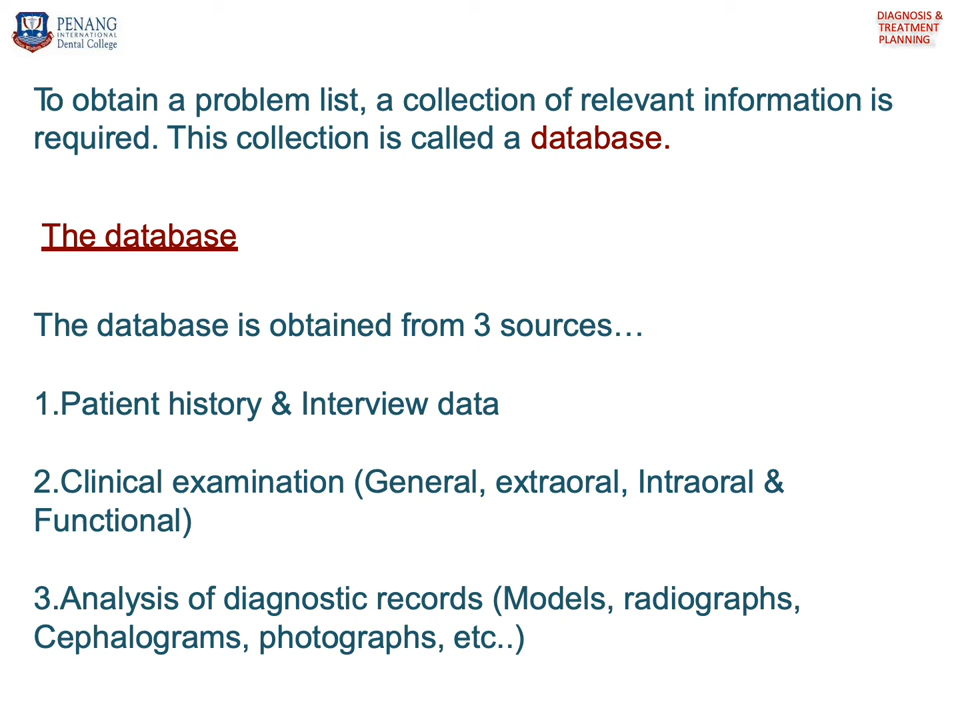 PENANG
INTERNATIONAL
Dental College
DIAGNOSIS &
TREATMENT
PLANNING
To obtain a problem list, a collection of relevant information is
required. This collection is called a database.
The database
The database is obtained from 3 sources…
1.Patient history & Interview data
2.Clinical examination (General, extraoral, Intraoral &
Functional)
3.Analysis of diagnostic records (Models, radiographs,
Cephalograms, photographs, etc..)